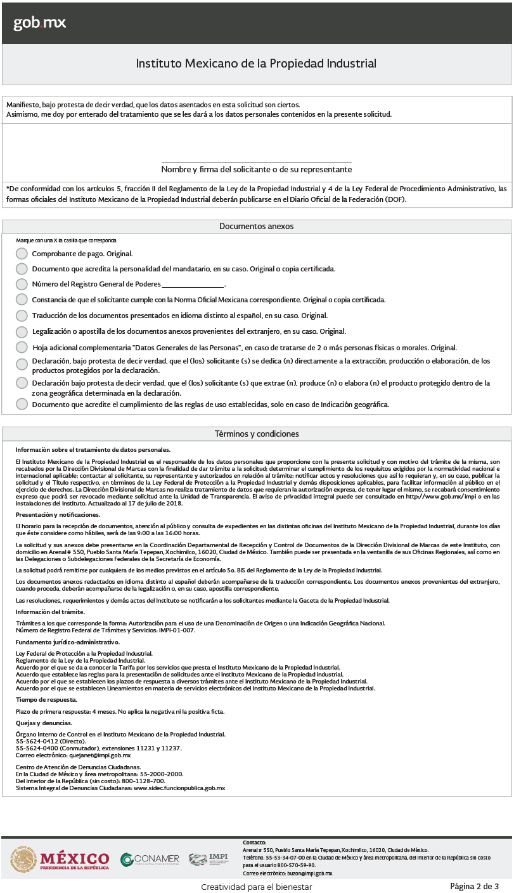 gob.mx
Instituto Mexicano de la Propiedad Industrial
Manifiesto, bajo protesta de decir verdad, que los datos asentados en esta solicitud son ciertos.
Asimismo, me doy por enterado del tratamiento que se les dará a los datos personales contenidos en la presente solicitud.
Nombre y firma del solicitante o de su representante
*De conformidad con los artículos 5, fracción II del Reglamento de la Ley de la Propiedad Industrial y 4 de la Ley Federal de Procedimiento Administrativo, las
formas oficiales del Instituto Mexicano de la Propiedad Industrial deberán publicarse en el Diario Oficial de la Federación (DOF).
Documentos anexos
Marque con una X la casilla que corresponda
Comprobante de pago. Original.
Documento que acredita la personalidad del mandatario, en su caso. Original o copia certificada.
Número del Registro General de Poderes ________________.
Constancia de que el solicitante cumple con la Norma Oficial Mexicana correspondiente. Original o copia certificada.
Traducción de los documentos presentados en idioma distinto al español, en su caso. Original.
Legalización o apostilla de los documentos anexos provenientes del extranjero, en su caso. Original.
Hoja adicional complementaria "Datos Generales de las Personas", en caso de tratarse de 2 o más personas físicas o morales. Original.
Declaración, bajo protesta de decir verdad, que el (los) solicitante (s) se dedica (n) directamente a la extracción, producción o elaboración, de los
productos protegidos por la declaración.
Declaración bajo protesta de decir verdad, que el (los) solicitante (s) que extrae (n), produce (n) o elabora (n) el producto protegido dentro de la
zona geográfica determinada en la declaración.
Documento que acredite el cumplimiento de las reglas de uso establecidas, solo en caso de Indicación geográfica.
Términos y condiciones
Información sobre el tratamiento de datos personales.
El Instituto Mexicano de la Propiedad Industrial es el responsable de los datos personales que proporcione con la presente solicitud y con motivo del trámite de la misma, son
recabados por la Dirección Divisional de Marcas con la finalidad de dar trámite a la solicitud; determinar el cumplimiento de los requisitos exigidos por la normatividad nacional e
internacional aplicable; contactar al solicitante, su representante y autorizados en relación al trámite; notificar actos y resoluciones que así lo requieran y, en su caso, publicar la
solicitud y el Título respectivo, en términos de la Ley Federal de Protección a la Propiedad Industrial y demás disposiciones aplicables, para facilitar información al público en el
ejercicio de derechos. La Dirección Divisional de Marcas no realiza tratamiento de datos que requieran la autorización expresa, de tener lugar el mismo, se recabará consentimiento
expreso que podrá ser revocado mediante solicitud ante la Unidad de Transparencia. El aviso de privacidad integral puede ser consultado en http://www.gob.mx/impi o en las
instalaciones del Instituto. Actualizado al 17 de julio de 2018.
Presentación y notificaciones.
El horario para la recepción de documentos, atención al público y consulta de expedientes en las distintas oficinas del Instituto Mexicano de la Propiedad Industrial, durante los días
que éste considere como hábiles, será de las 9:00 a las 16:00 horas.
La solicitud y sus anexos debe presentarse en la Coordinación Departamental de Recepción y Control de Documentos de la Dirección Divisional de Marcas de este Instituto, con
domicilio en Arenal# 550, Pueblo Santa María Tepepan, Xochimilco, 16020, Ciudad de México. También puede ser presentada en la ventanilla de sus Oficinas Regionales, así como en
las Delegaciones o Subdelegaciones Federales de la Secretaría de Economía.
La solicitud podrá remitirse por cualquiera de los medios previstos en el artículo 5o. BIS del Reglamento de la Ley de la Propiedad Industrial.
Los documentos anexos redactados en idioma distinto al español deberán acompañarse de la traducción correspondiente. Los documentos anexos provenientes del extranjero,
cuando proceda, deberán acompañarse de la legalización o, en su caso, apostilla correspondiente.
Las resoluciones, requerimientos y demás actos del Instituto se notificarán a los solicitantes mediante la Gaceta de la Propiedad Industrial.
Información del trámite.
Trámites a los que corresponde la forma: Autorización para el uso de una Denominación de Origen o una Indicación Geográfica Nacional.
Número de Registro Federal de Trámites y Servicios: IMPI-01-007.
Fundamento jurídico-administrativo.
Ley Federal de Protección a la Propiedad Industrial.
Reglamento de la Ley de la Propiedad Industrial.
Acuerdo por el que se da a conocer la Tarifa por los servicios que presta el Instituto Mexicano de la Propiedad Industrial.
Acuerdo que establece las reglas para la presentación de solicitudes ante el Instituto Mexicano de la Propiedad Industrial.
Acuerdo por el que se establecen los plazos de respuesta a diversos trámites ante el Instituto Mexicano de la Propiedad Industrial.
Acuerdo por el que se establecen Lineamientos en materia de servicios electrónicos del Instituto Mexicano de la Propiedad Industrial.
Tiempo de respuesta.
Plazo de primera respuesta: 4 meses. No aplica la negativa ni la positiva ficta.
Quejas y denuncias.
Órgano Interno de Control en el Instituto Mexicano de la Propiedad Industrial.
55-5624-0412 (Directo).
55-5624-0400 (Conmutador), extensiones 11231 y 11237.
Correo electrónico: quejanet@impi.gob.mx
Centro de Atención de Denuncias Ciudadanas.
En la Ciudad de México y área metropolitana: 55-2000-2000.
Del interior de la República (sin costo): 800-1128-700.
Sistema Integral de Denuncias Ciudadanas: www.sidec.funcionpublica.gob.mx
MÉXICO
PRESIDENCIA DE LA REPÚBLICA
CONAMER
IMPI
Contacto:
Arenal # 550, Pueblo Santa María Tepepan, Xochimilco, 16020, Ciudad de México.
Teléfono: 55-53-34-07-00 en la Ciudad de México y área metropolitana, del interior de la República sin costo
para el usuario 800-570-59-90.
Correo electrónico: buzon@impi.gob.mx
Creatividad para el bienestar
Página 2 de 3